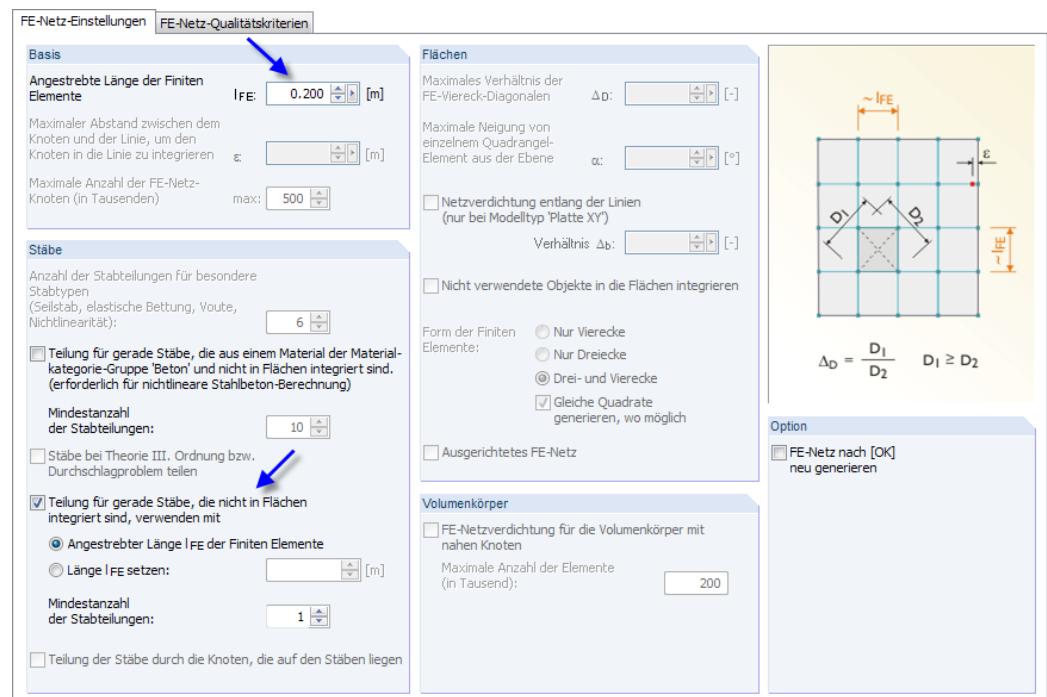 FE-Netz-Einstellungen
FE-Netz-Qualitätskriterien
Basis
Angestrebte Länge der Finiten
Elemente
lFE:
0.200
[m]
Maximaler Abstand zwischen dem
Knoten und der Linie, um den
Knoten in die Linie zu integrieren
ε:
[m]
Maximale Anzahl der FE-Netz-
Knoten (in Tausenden)
max:
500
Stäbe
Anzahl der Stabteilungen für besondere
Stabtypen
(Seilstab, elastische Bettung, Voute,
Nichtlinearität):
6
Teilung für gerade Stäbe, die aus einem Material der Material-
kategorie-Gruppe 'Beton' und nicht in Flächen integriert sind.
(erforderlich für nichtlineare Stahlbeton-Berechnung)
Mindestanzahl
der Stabteilungen:
10
Stäbe bei Theorie III. Ordnung bzw.
Durchschlagproblem teilen
Teilung für gerade Stäbe, die nicht in Flächen
integriert sind, verwenden mit
Angestrebter Länge lFE der Finiten Elemente
Länge lFE setzen:
[m]
Mindestanzahl
der Stabteilungen:
1
Teilung der Stäbe durch die Knoten, die auf den Stäben liegen
Flächen
Maximales Verhältnis der
FE-Viereck-Diagonalen
ΔD:
[-]
Maximale Neigung von
einzelnem Quadrangel-
Element aus der Ebene
α:
[°]
Netzverdichtung entlang der Linien
(nur bei Modelltyp 'Platte XY')
Verhältnis Δb:
[-]
Nicht verwendete Objekte in die Flächen integrieren
Form der Finiten
Elemente:
Nur Vierecke
Nur Dreiecke
Drei- und Vierecke
Gleiche Quadrate
generieren, wo möglich
Ausgerichtetes FE-Netz
Volumenkörper
FE-Netzverdichtung für die Volumenkörper mit
nahen Knoten
Maximale Anzahl der Elemente
(in Tausend):
200
~ lFE
ε
D1
D2
~ lFE
ΔD = D1 / D2 D1 ≥ D2
Option
FE-Netz nach [OK]
neu generieren